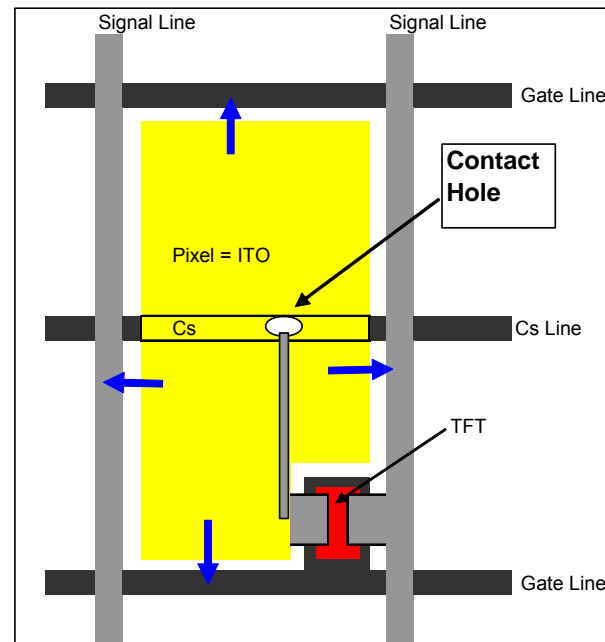 Signal Line
Signal Line
Gate Line
Contact
Hole
Pixel = ITO
Cs
Cs Line
TFT
Gate Line